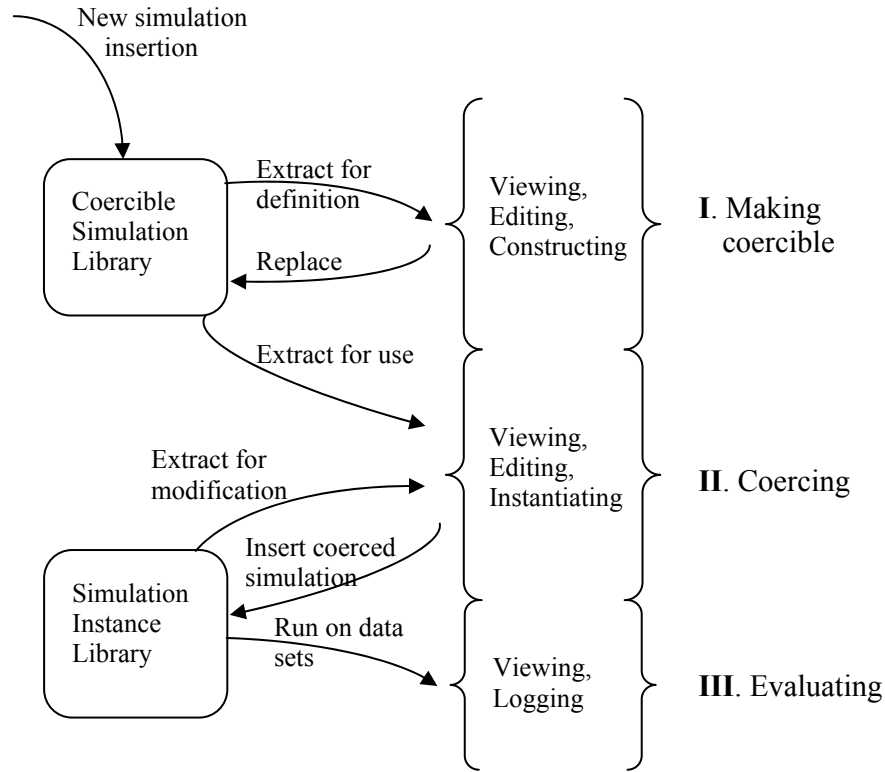 New simulation
insertion
Coercible
Simulation
Library
Extract for
definition
Replace
Viewing,
Editing,
Constructing
I. Making
coercible
Extract for use
Extract for
modification
Viewing,
Editing,
Instantiating
II. Coercing
Insert coerced
simulation
Simulation
Instance
Library
Run on data
sets
Viewing,
Logging
III. Evaluating